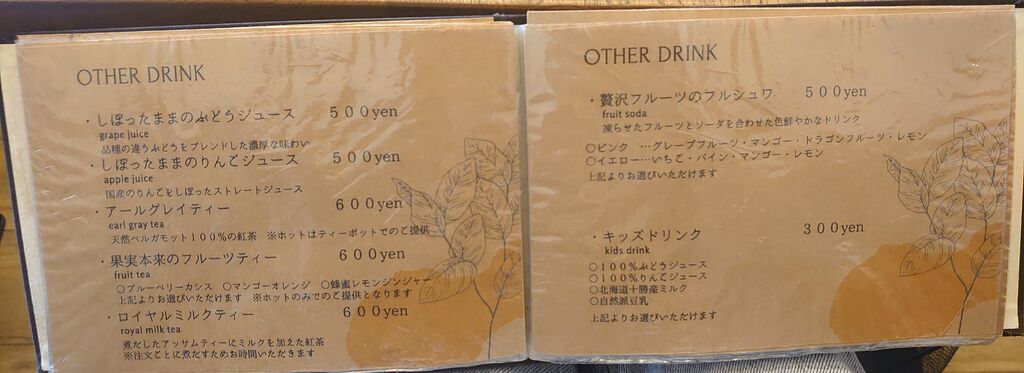 OTHER DRINK
・しぼったままのぶどうジュース 500yen
grape juice
品種の違うぶどうをブレンドした濃厚な味わい
・しぼったままのりんごジュース 500yen
apple juice
国産のりんごをしぼったストレートジュース
・アールグレイティー 600yen
earl gray tea
天然ベルガモット100%の紅茶 ※ホットはティーポットでのご提供
・果実本来のフルーツティー 600yen
fruit tea
○ブルーベリーカシス ○マンゴーオレンジ ○蜂蜜レモンジンジャー
上記よりお選びいただけます ※ホットのみでのご提供となります
・ロイヤルミルクティー 600yen
royal milk tea
煮だしたアッサムティーにミルクを加えた紅茶
※注文ごとに煮だすためお時間いただきます
OTHER DRINK
・贅沢フルーツのフルシュワ 500yen
fruit soda
凍らせたフルーツとソーダを合わせた色鮮やかなドリンク
○ピンク …グレープフルーツ・マンゴー・ドラゴンフルーツ・レモン
○イエロー…いちご・パイン・マンゴー・レモン
上記よりお選びいただけます
・キッズドリンク 300yen
kids drink
○100%ぶどうジュース
○100%りんごジュース
○北海道十勝産ミルク
○自然派豆乳
上記よりお選びいただけます